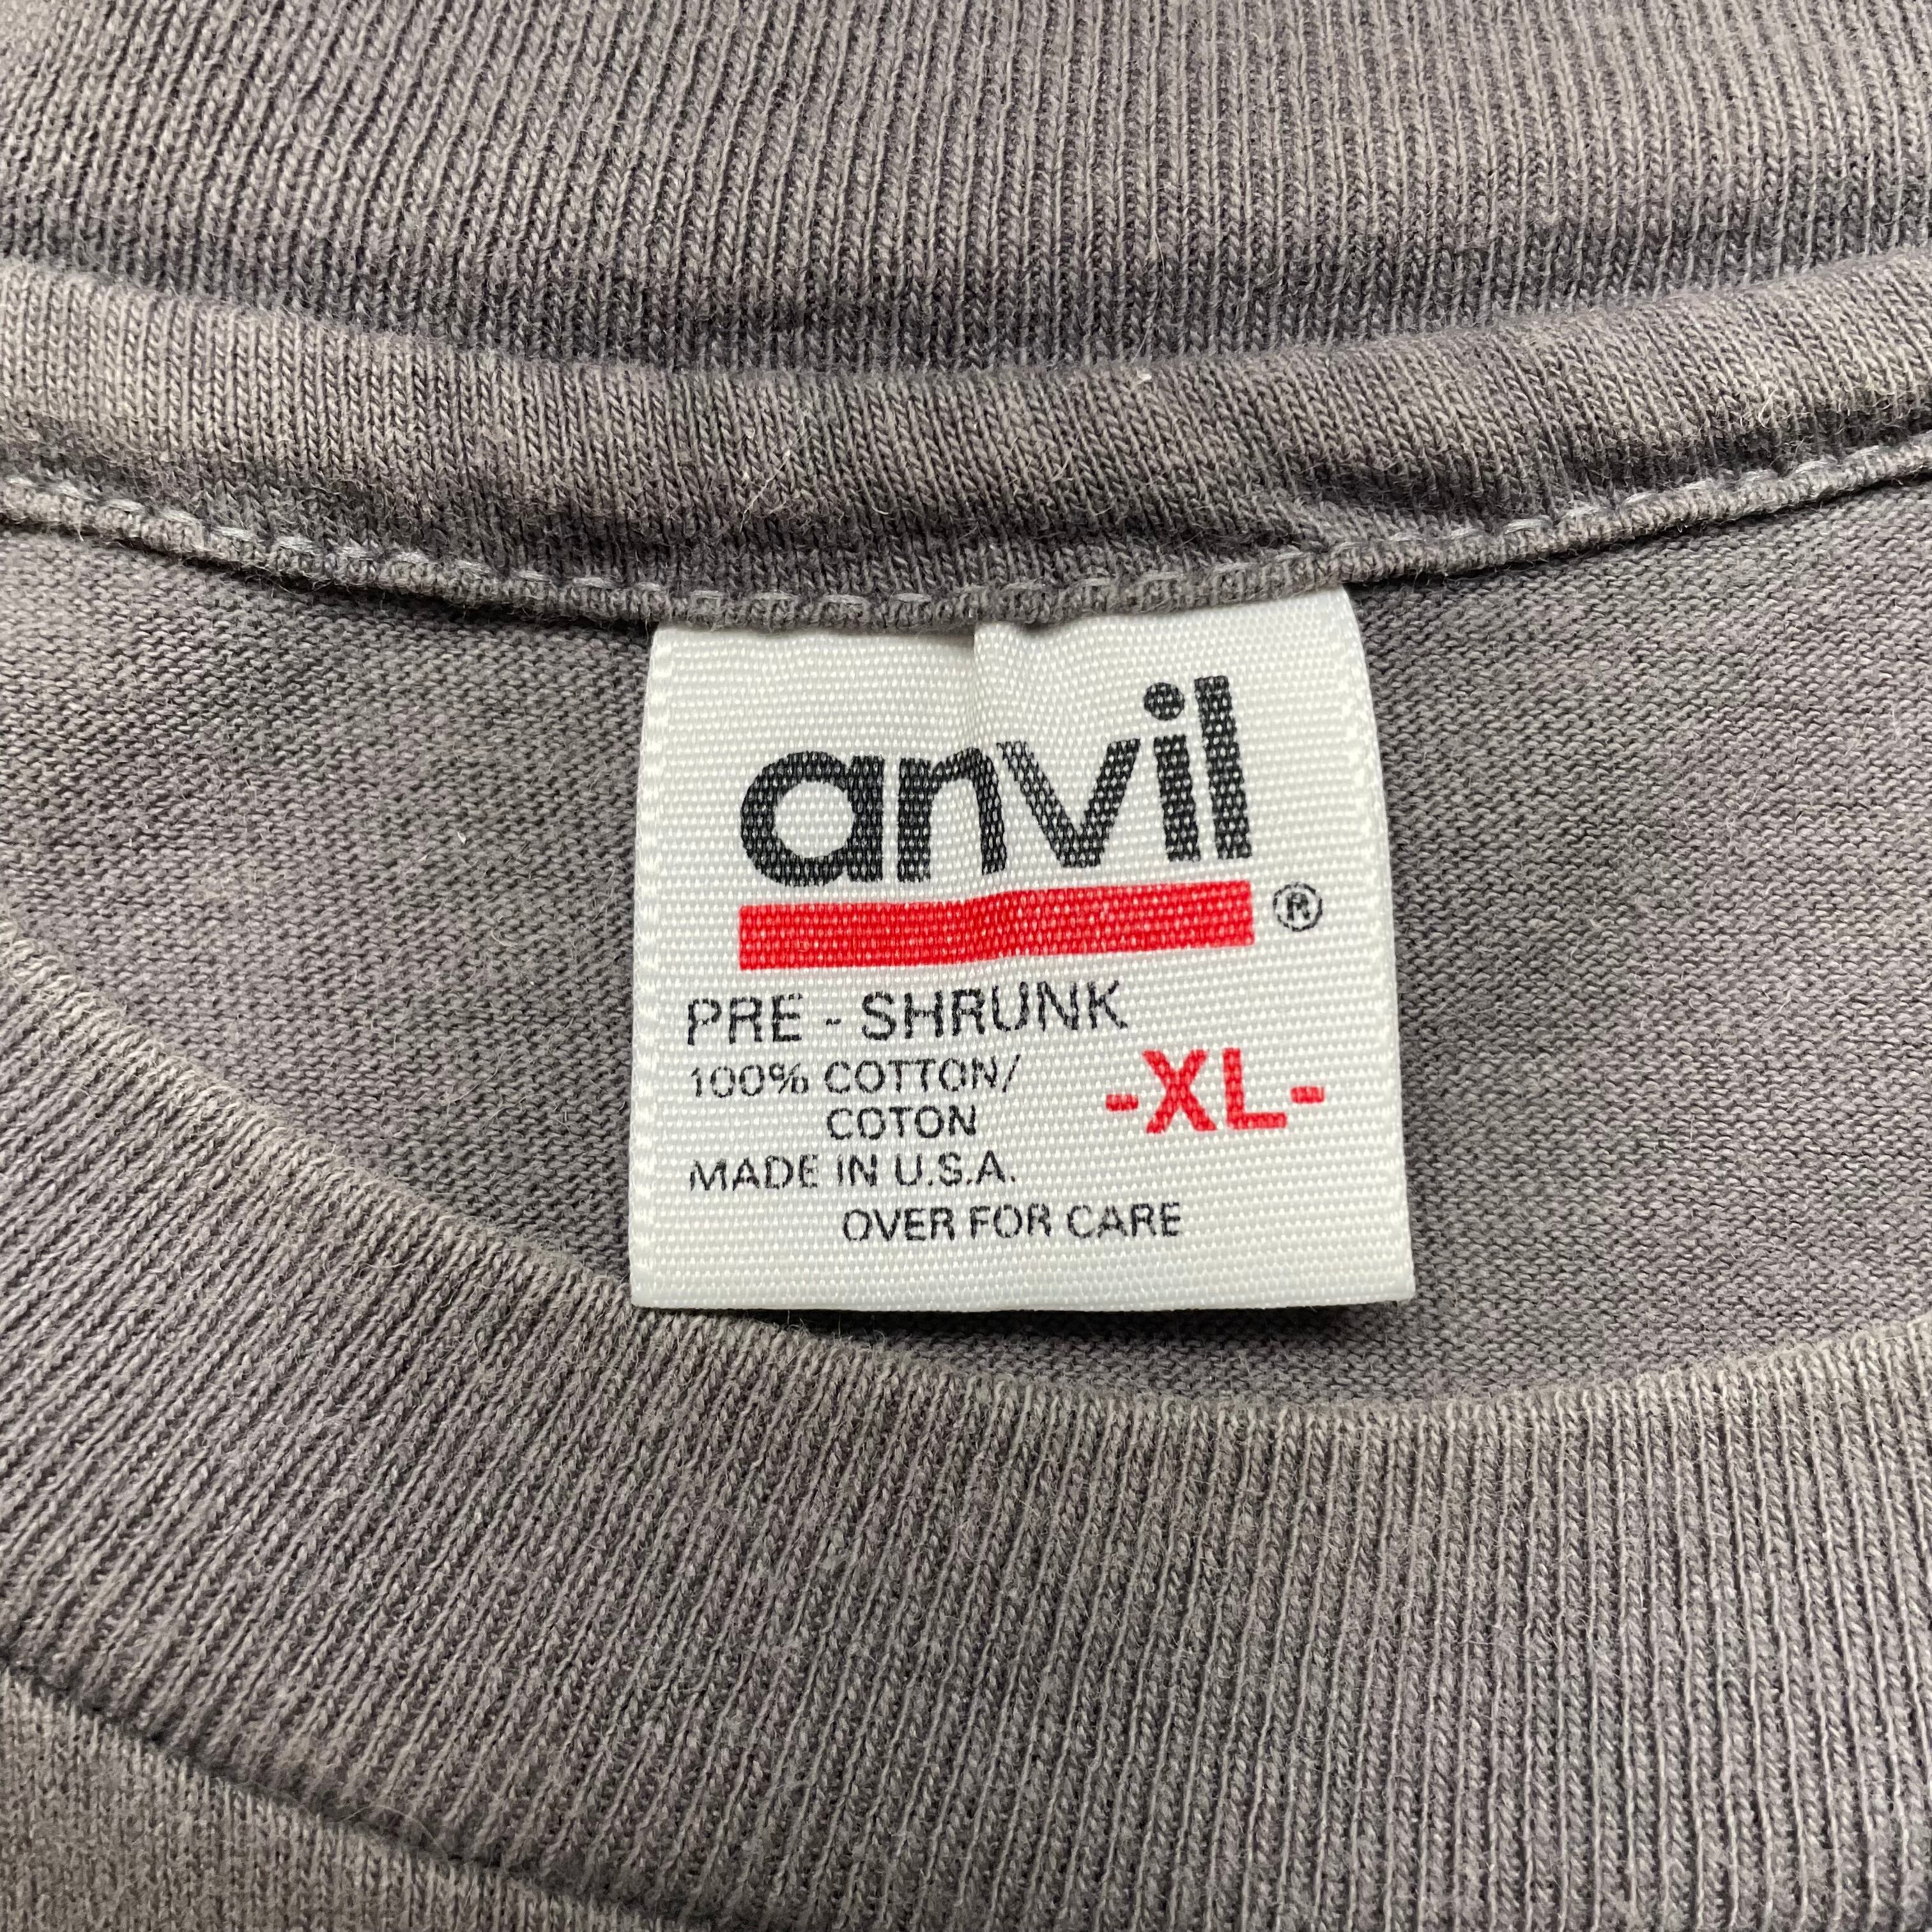 anvil
®
PRE - SHRUNK
100% COTTON/
COTON
-XL-
MADE IN U.S.A.
OVER FOR CARE